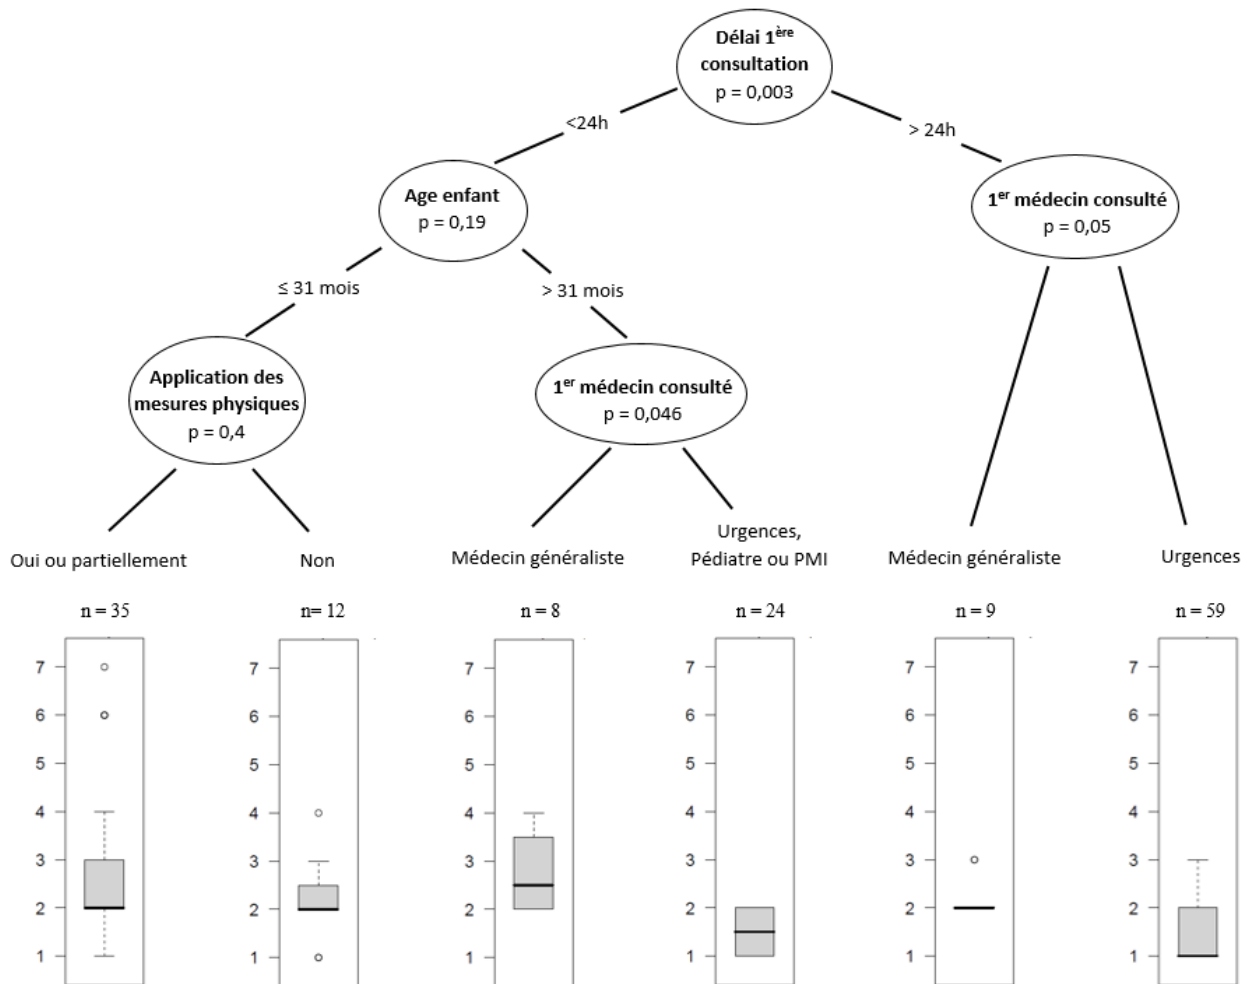 Délai 1ère
consultation
p = 0,003
<24h
> 24h
Age enfant
p = 0,19
1er médecin consulté
p = 0,05
≤ 31 mois
> 31 mois
Application des
mesures physiques
p = 0,4
1er médecin consulté
p = 0,046
Oui ou partiellement
Non
Médecin généraliste
Urgences,
Pédiatre ou PMI
Médecin généraliste
Urgences
n = 35
n= 12
n = 8
n = 24
n = 9
n = 59
7
6
5
4
3
2
1
7
6
5
4
3
2
1
7
6
5
4
3
2
1
7
6
5
4
3
2
1
7
6
5
4
3
2
1
7
6
5
4
3
2
1